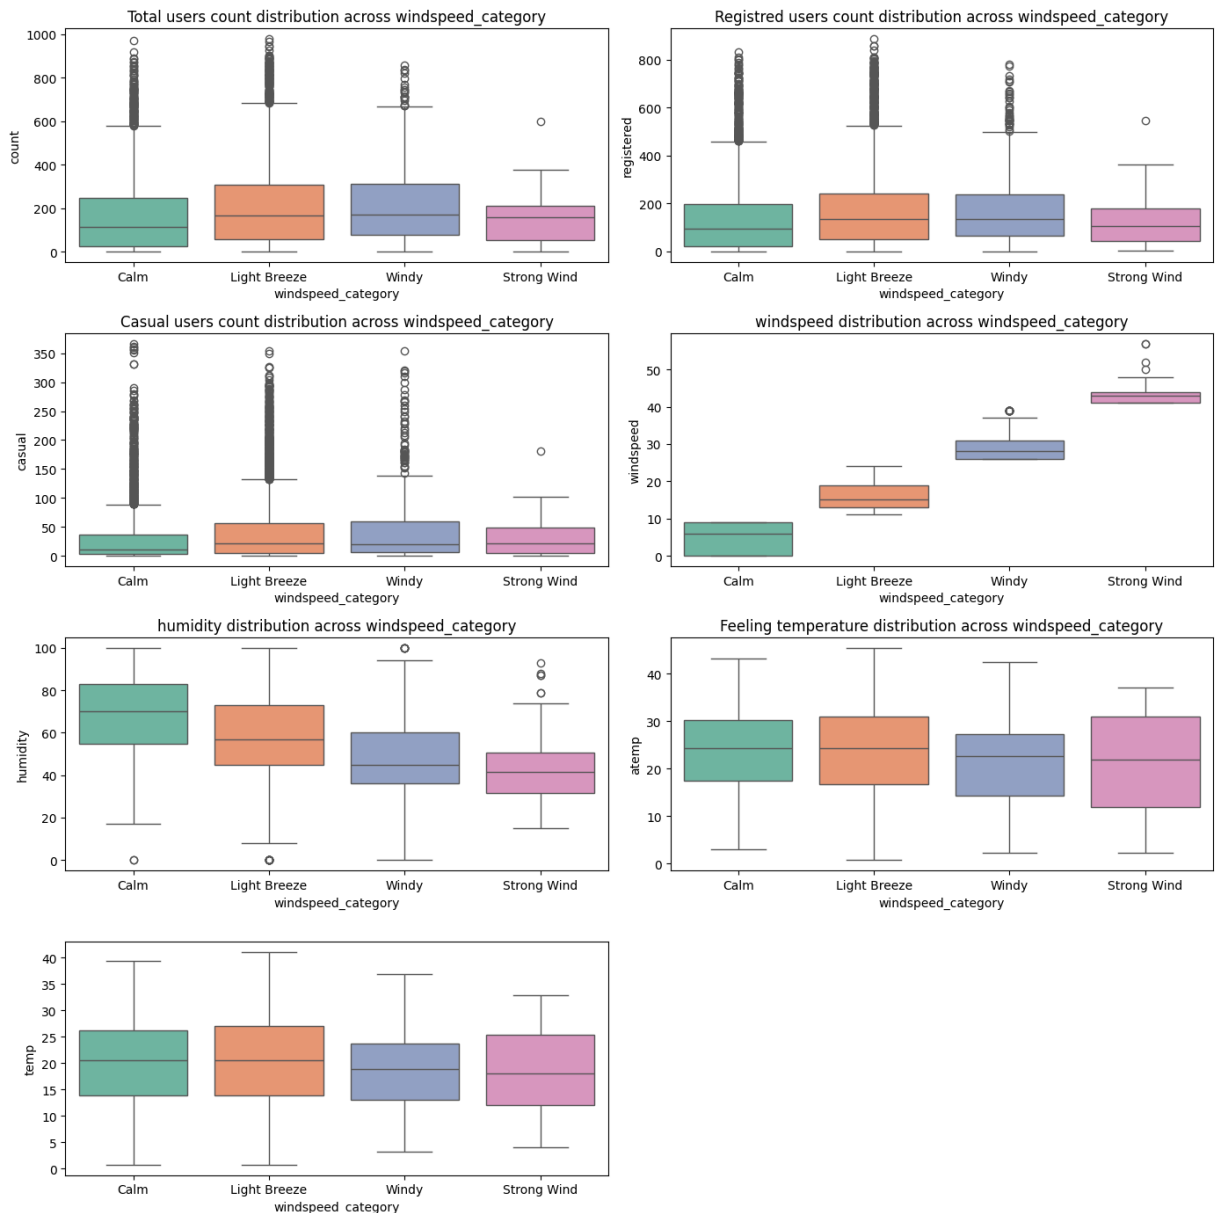 Total users count distribution across windspeed_category
count
1000
800
600
400
200
0
Calm Light Breeze Windy Strong Wind
windspeed_category
Registred users count distribution across windspeed_category
registered
800
600
400
200
0
Calm Light Breeze Windy Strong Wind
windspeed_category
Casual users count distribution across windspeed_category
casual
350
300
250
200
150
100
50
0
Calm Light Breeze Windy Strong Wind
windspeed_category
windspeed distribution across windspeed_category
windspeed
50
40
30
20
10
0
Calm Light Breeze Windy Strong Wind
windspeed_category
humidity distribution across windspeed_category
humidity
100
80
60
40
20
0
Calm Light Breeze Windy Strong Wind
windspeed_category
Feeling temperature distribution across windspeed_category
atemp
40
30
20
10
0
Calm Light Breeze Windy Strong Wind
windspeed_category
temp
40
35
30
25
20
15
10
5
0
Calm Light Breeze Windy Strong Wind
windspeed_category